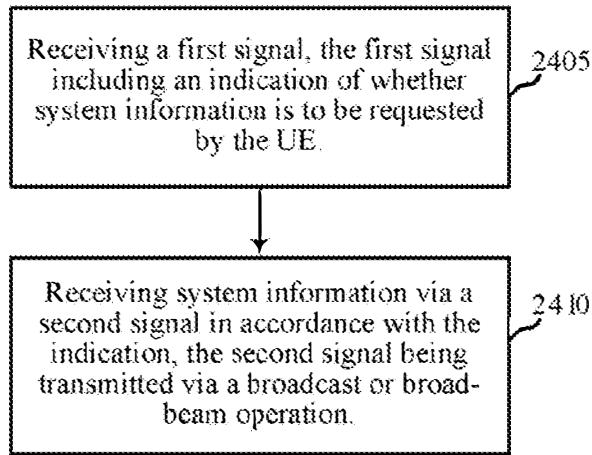 Receiving a first signal, the first signal
including an indication of whether
system information is to be requested
by the UE.
2405
Receiving system information via a
second signal in accordance with the
indication, the second signal being
transmitted via a broadcast or broad-
beam operation.
2410